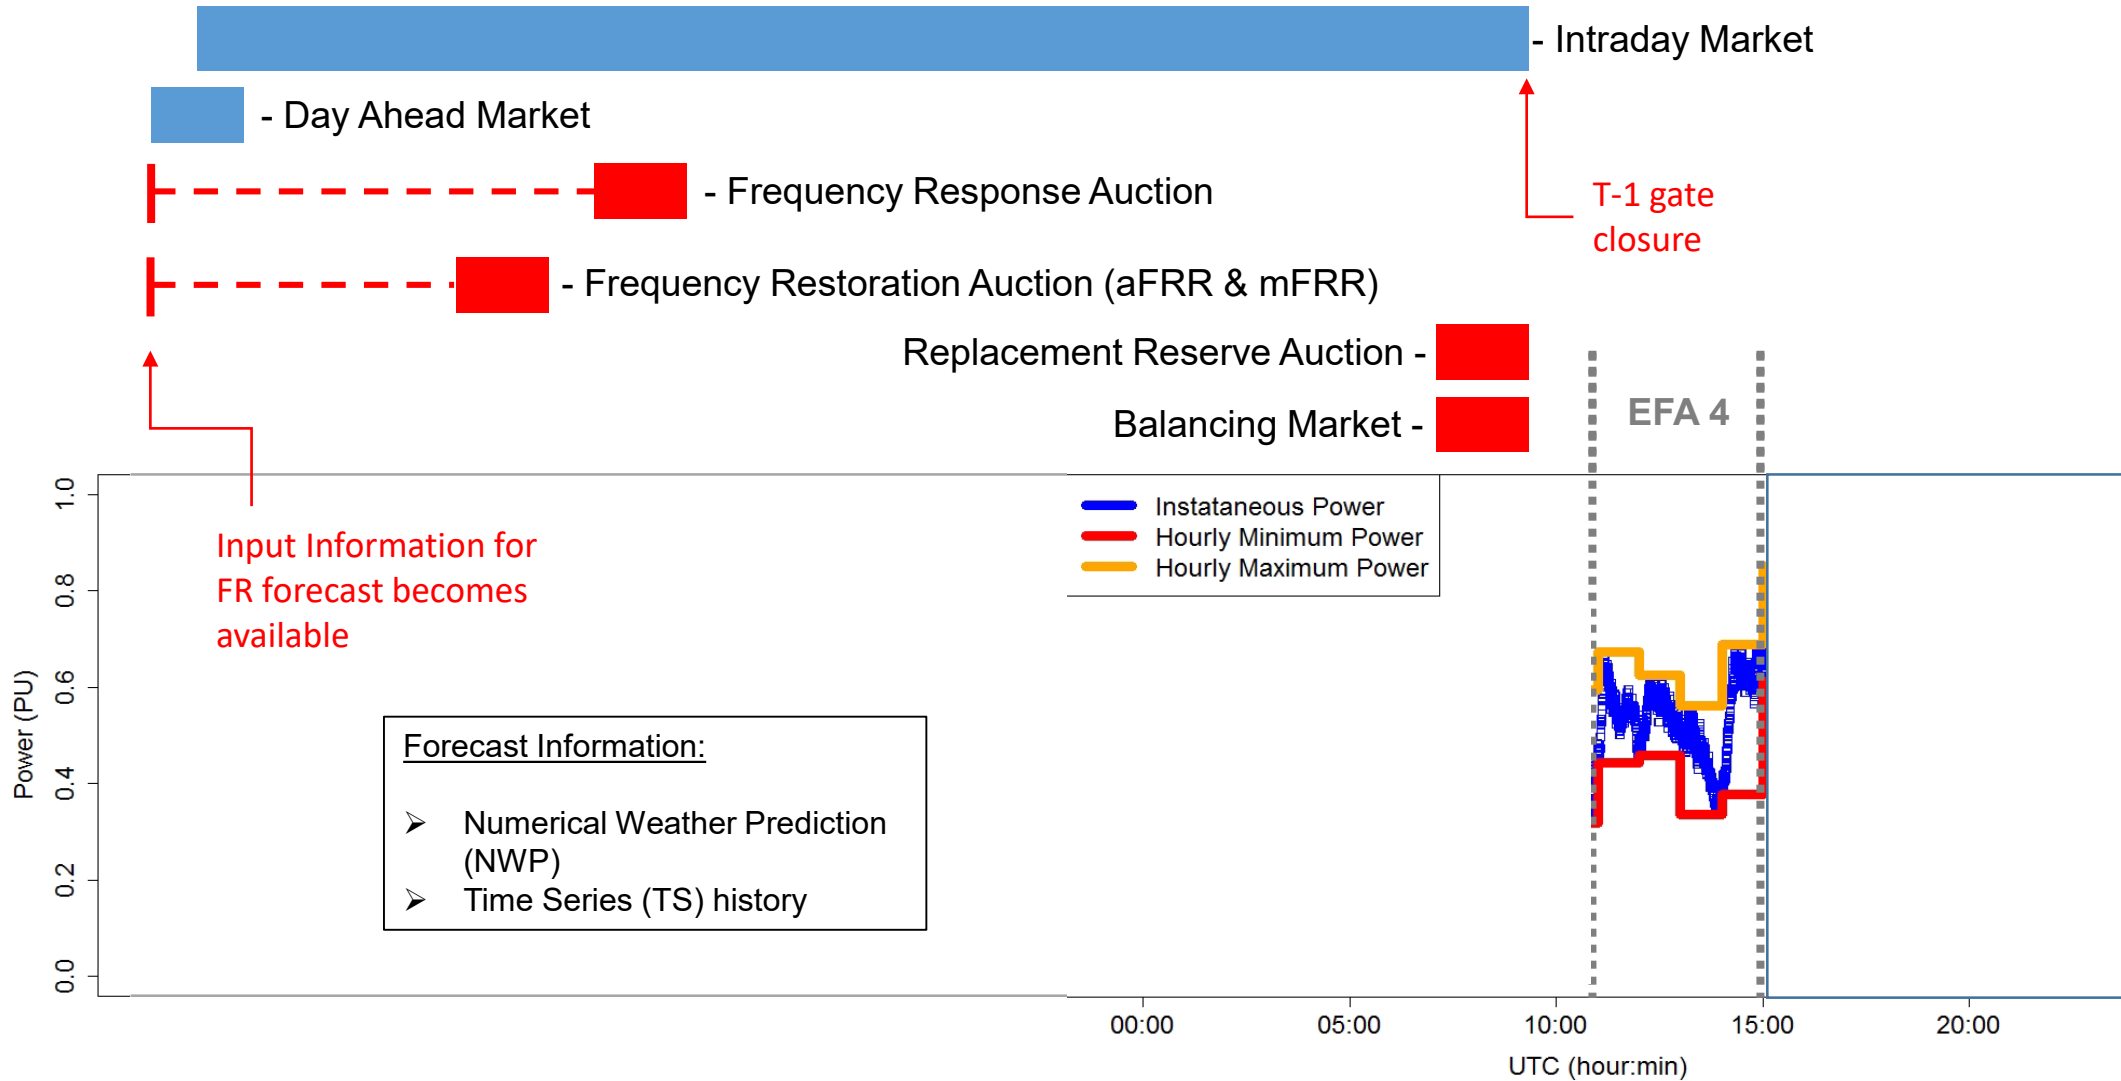 - Intraday Market
- Day Ahead Market
- Frequency Response Auction
T-1 gate
closure
- Frequency Restoration Auction (aFRR & mFRR)
Replacement Reserve Auction -
Balancing Market -
EFA 4
Input Information for
FR forecast becomes
available
Instataneous Power
Hourly Minimum Power
Hourly Maximum Power
Forecast Information:
➢ Numerical Weather Prediction
(NWP)
➢ Time Series (TS) history
Power (PU)
1.0
0.8
0.6
0.4
0.2
0.0
00:00
05:00
10:00
15:00
20:00
UTC (hour:min)